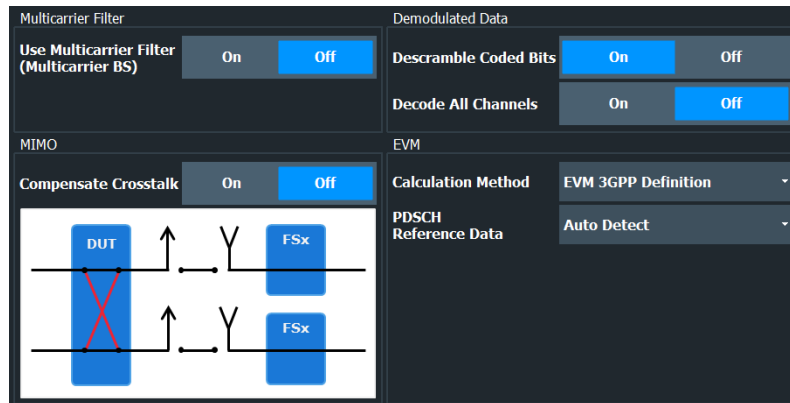 Multicarrier Filter
Use Multicarrier Filter On Off
(Multicarrier BS)
Demodulated Data
Descramble Coded Bits On Off
Decode All Channels On Off
MIMO
Compensate Crosstalk On Off
DUT FSx
FSx
EVM
Calculation Method EVM 3GPP Definition
PDSCH
Reference Data Auto Detect